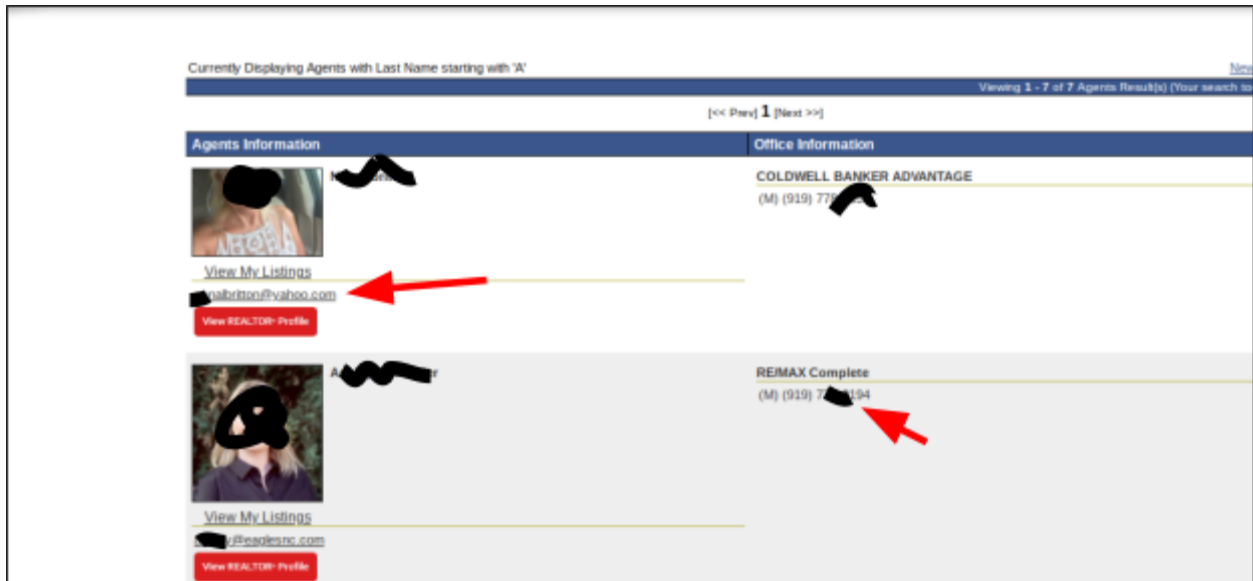 Currently Displaying Agents with Last Name starting with 'A'
New
Viewing 1 - 7 of 7 Agents Result(s) (Your search to
[<< Prev] 1 [Next >>]
Agents Information
Office Information
COLDWELL BANKER ADVANTAGE
(M) (919)
View My Listings
View REALTOR® Profile
RE/MAX Complete
(M) (919)
View My Listings
View REALTOR® Profile